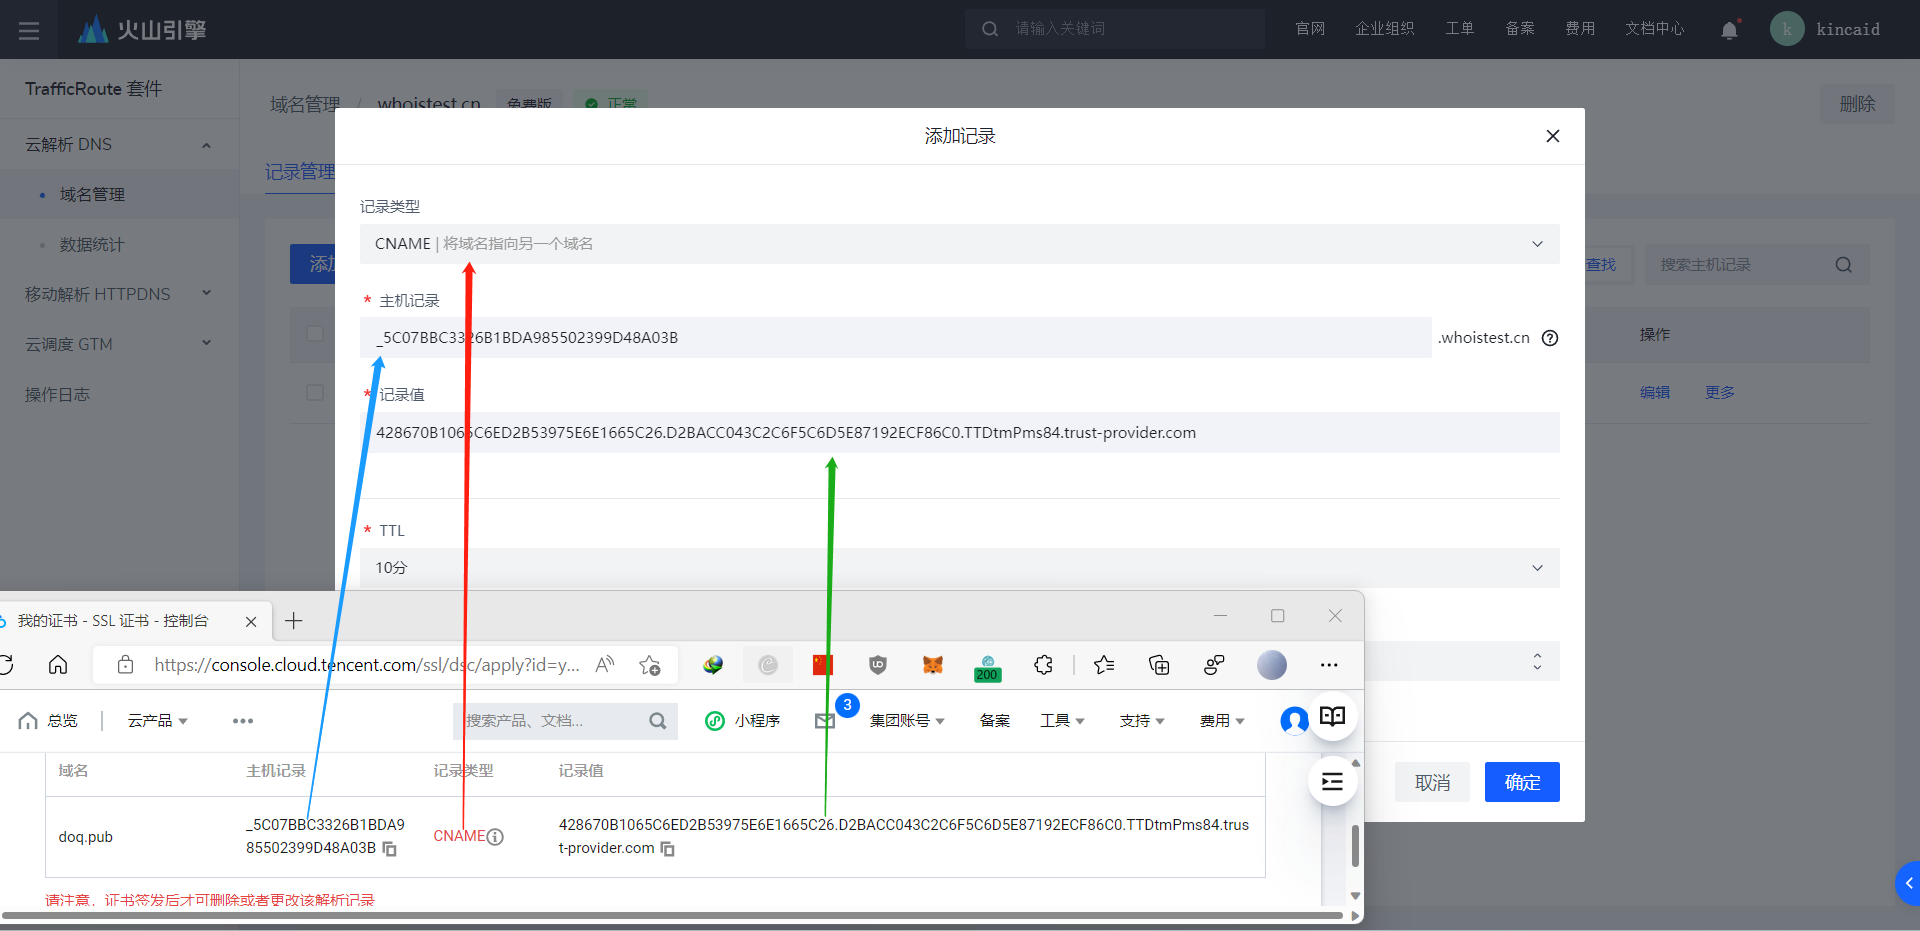 火山引擎
请输入关键词
官网
企业组织
工单
备案
费用
文档中心
k
kincaid
TrafficRoute 套件
域名管理 / whoistest.cn 免费版 正常
删除
云解析 DNS
域名管理
数据统计
移动解析 HTTPDNS
云调度 GTM
操作日志
记录管理
添加记录
记录类型
CNAME | 将域名指向另一个域名
查找
搜索主机记录
* 主机记录
_5C07BBC3326B1BDA985502399D48A03B
.whoistest.cn
操作
* 记录值
编辑
更多
428670B1065C6ED2B53975E6E1665C26.D2BACC043C2C6F5C6D5E87192ECF86C0.TTDtmPms84.trust-provider.com
* TTL
10分
我的证书 - SSL 证书 - 控制台
https://console.cloud.tencent.com/ssl/dsc/apply?id=y...
200
总览
云产品
搜索产品、文档...
小程序
3
集团账号
备案
工具
支持
费用
取消
确定
域名
主机记录
记录类型
记录值
doq.pub
_5C07BBC3326B1BDA9
85502399D48A03B
CNAME
428670B1065C6ED2B53975E6E1665C26.D2BACC043C2C6F5C6D5E87192ECF86C0.TTDtmPms84.trus
t-provider.com
请注意，证书签发后才可删除或者更改该解析记录